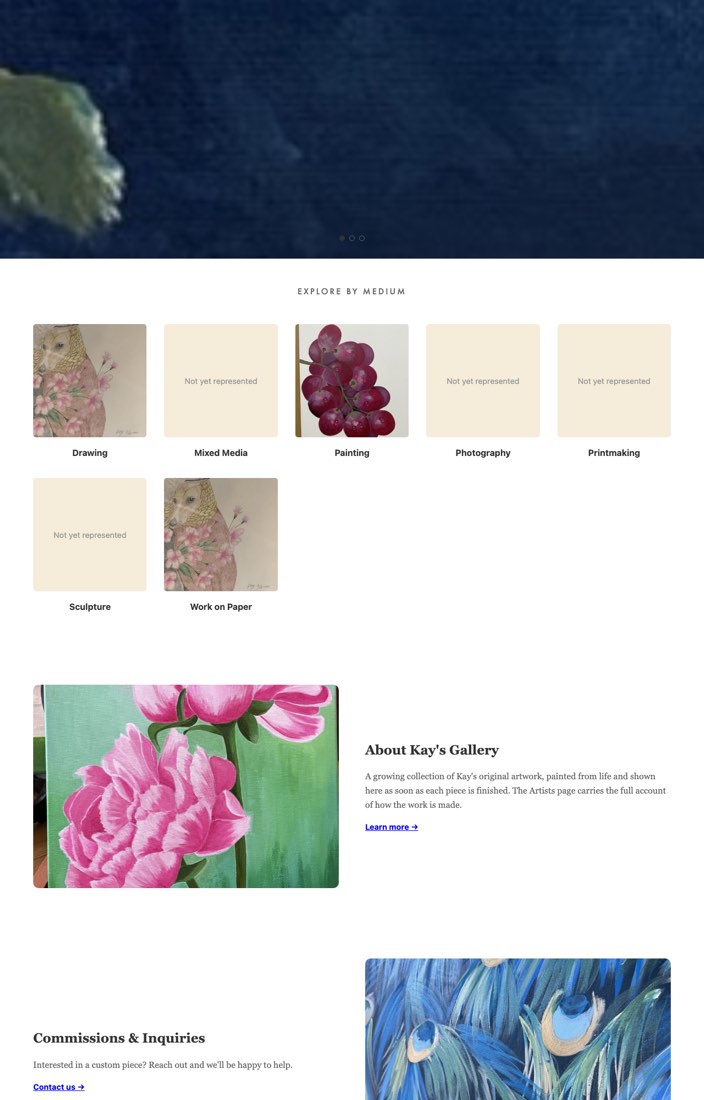 EXPLORE BY MEDIUM
Not yet represented
Not yet represented
Not yet represented
Drawing
Mixed Media
Painting
Photography
Printmaking
Not yet represented
Sculpture
Work on Paper
About Kay's Gallery
A growing collection of Kay's original artwork, painted from life and shown
here as soon as each piece is finished. The Artists page carries the full account
of how the work is made.
Learn more →
Commissions & Inquiries
Interested in a custom piece? Reach out and we'll be happy to help.
Contact us →